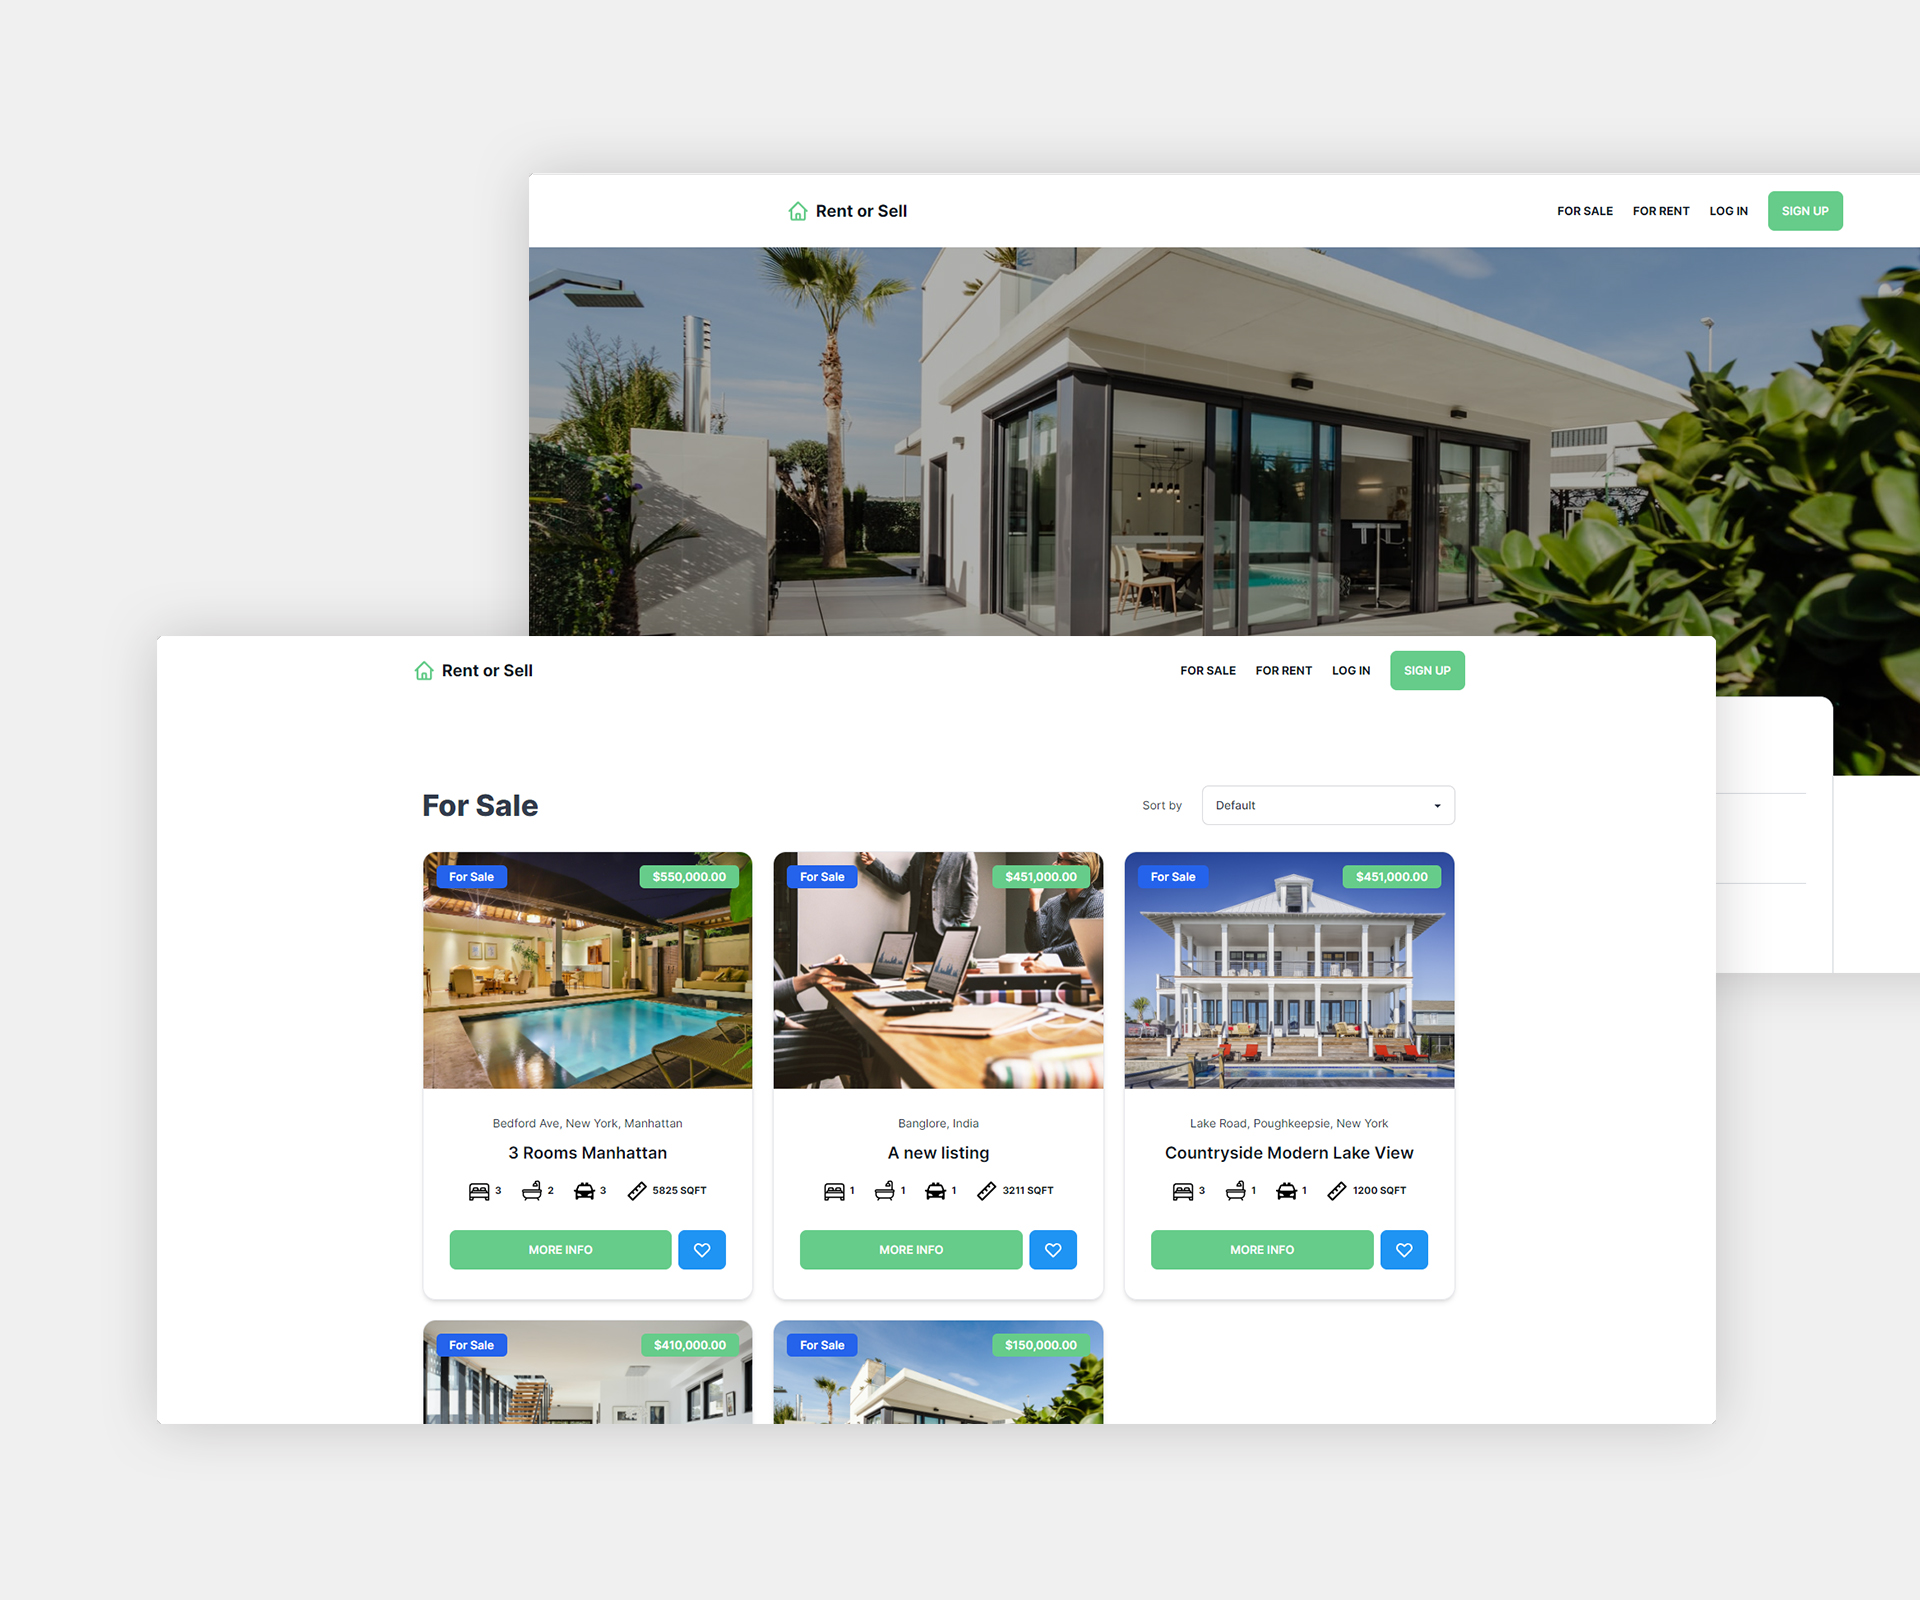 Rent or Sell
FOR SALE FOR RENT LOG IN SIGN UP
Rent or Sell
FOR SALE FOR RENT LOG IN SIGN UP
For Sale
Sort by Default
For Sale $550,000.00
Bedford Ave, New York, Manhattan
3 Rooms Manhattan
3 2 3 5825 SQFT
MORE INFO
For Sale $451,000.00
Banglore, India
A new listing
1 1 1 3211 SQFT
MORE INFO
For Sale $451,000.00
Lake Road, Poughkeepsie, New York
Countryside Modern Lake View
3 1 1 1200 SQFT
MORE INFO
For Sale $410,000.00
For Sale $150,000.00